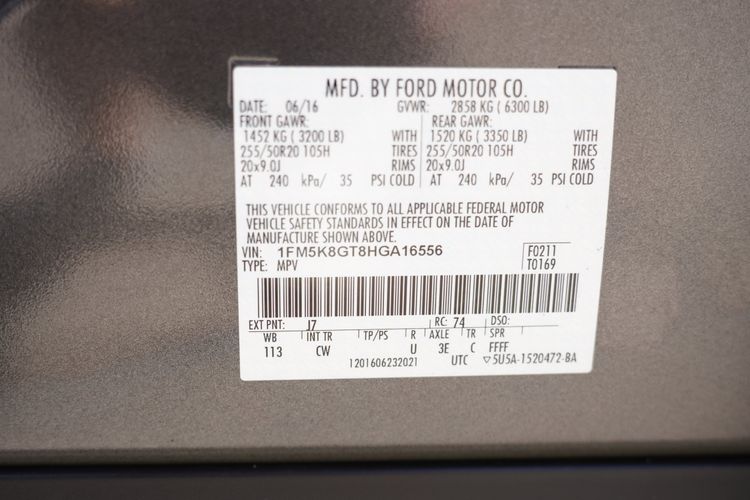 MFD. BY FORD MOTOR CO.
DATE: 06/16 GVWR: 2858 KG ( 6300 LB)
FRONT GAWR: REAR GAWR:
1452 KG ( 3200 LB) WITH 1520 KG ( 3350 LB) WITH
255/50R20 105H TIRES 255/50R20 105H TIRES
20x9.0J RIMS 20x9.0J RIMS
AT 240 kPa/ 35 PSI COLD AT 240 kPa/ 35 PSI COLD
THIS VEHICLE CONFORMS TO ALL APPLICABLE FEDERAL MOTOR
VEHICLE SAFETY STANDARDS IN EFFECT ON THE DATE OF
MANUFACTURE SHOWN ABOVE.
VIN: 1FM5K8GT8HGA16556 F0211
TYPE: MPV T0169
EXT PNT: J7 RC: 74 DSO:
WB INT TR TP/PS R AXLE TR SPR
113 CW U 3E C FFFF
1201606232021 UTC ▽5U5A-1520472-BA